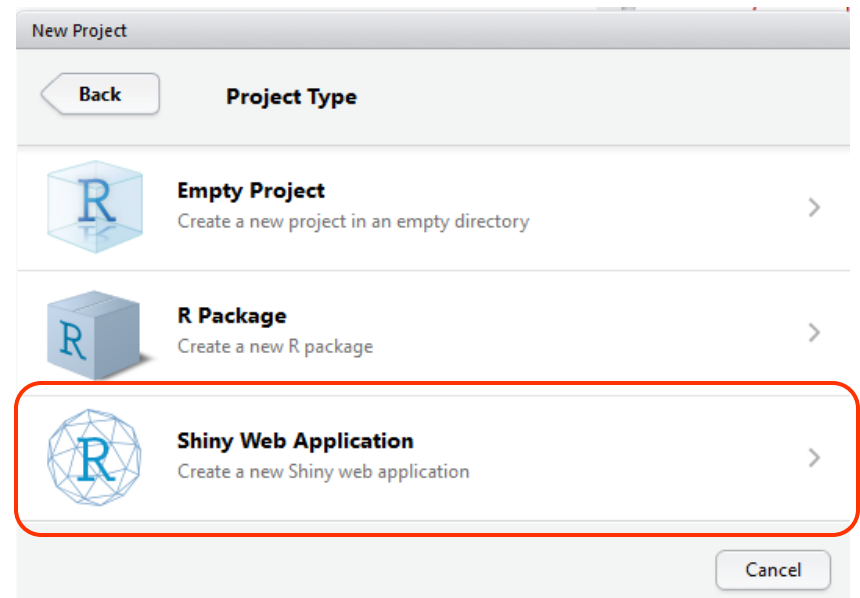 New Project
Back
Project Type
R
Empty Project
Create a new project in an empty directory
R
R Package
Create a new R package
R
Shiny Web Application
Create a new Shiny web application
Cancel